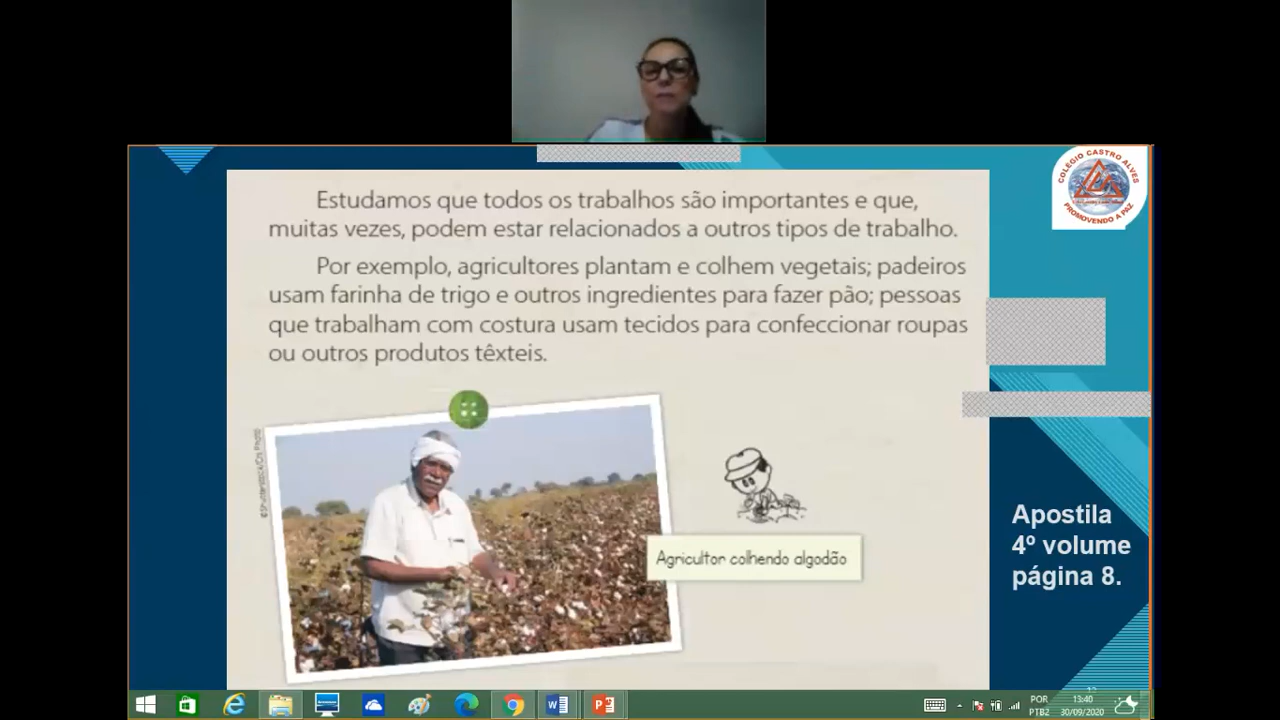 COLÉGIO CASTRO ALVES
PROMOVENDO A PAZ
Estudamos que todos os trabalhos são importantes e que,
muitas vezes, podem estar relacionados a outros tipos de trabalho.
Por exemplo, agricultores plantam e colhem vegetais; padeiros
usam farinha de trigo e outros ingredientes para fazer pão; pessoas
que trabalham com costura usam tecidos para confeccionar roupas
ou outros produtos têxteis.
Agricultor colhendo algodão
Apostila
4º volume
página 8.
POR
PTB2
13:40
30/09/2020